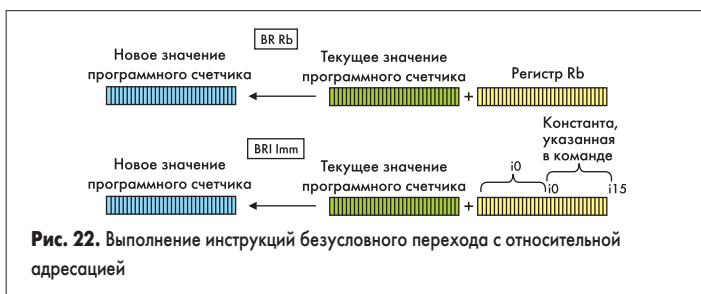 BR Rb
Новое значение
программного счетчика
Текущее значение
программного счетчика
+
Регистр Rb
BRI Imm
Новое значение
программного счетчика
Текущее значение
программного счетчика
+
i0
Константа,
указанная
в команде
i0
i15
Рис. 22. Выполнение инструкций безусловного перехода с относительной
адресацией